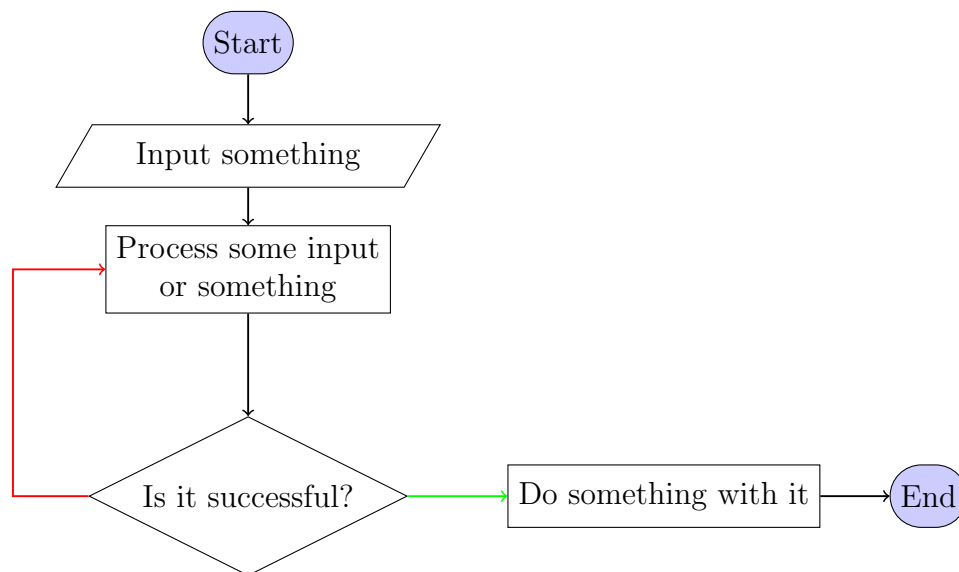 Start
Input something
Process some input
or something
Is it successful?
Do something with it
End